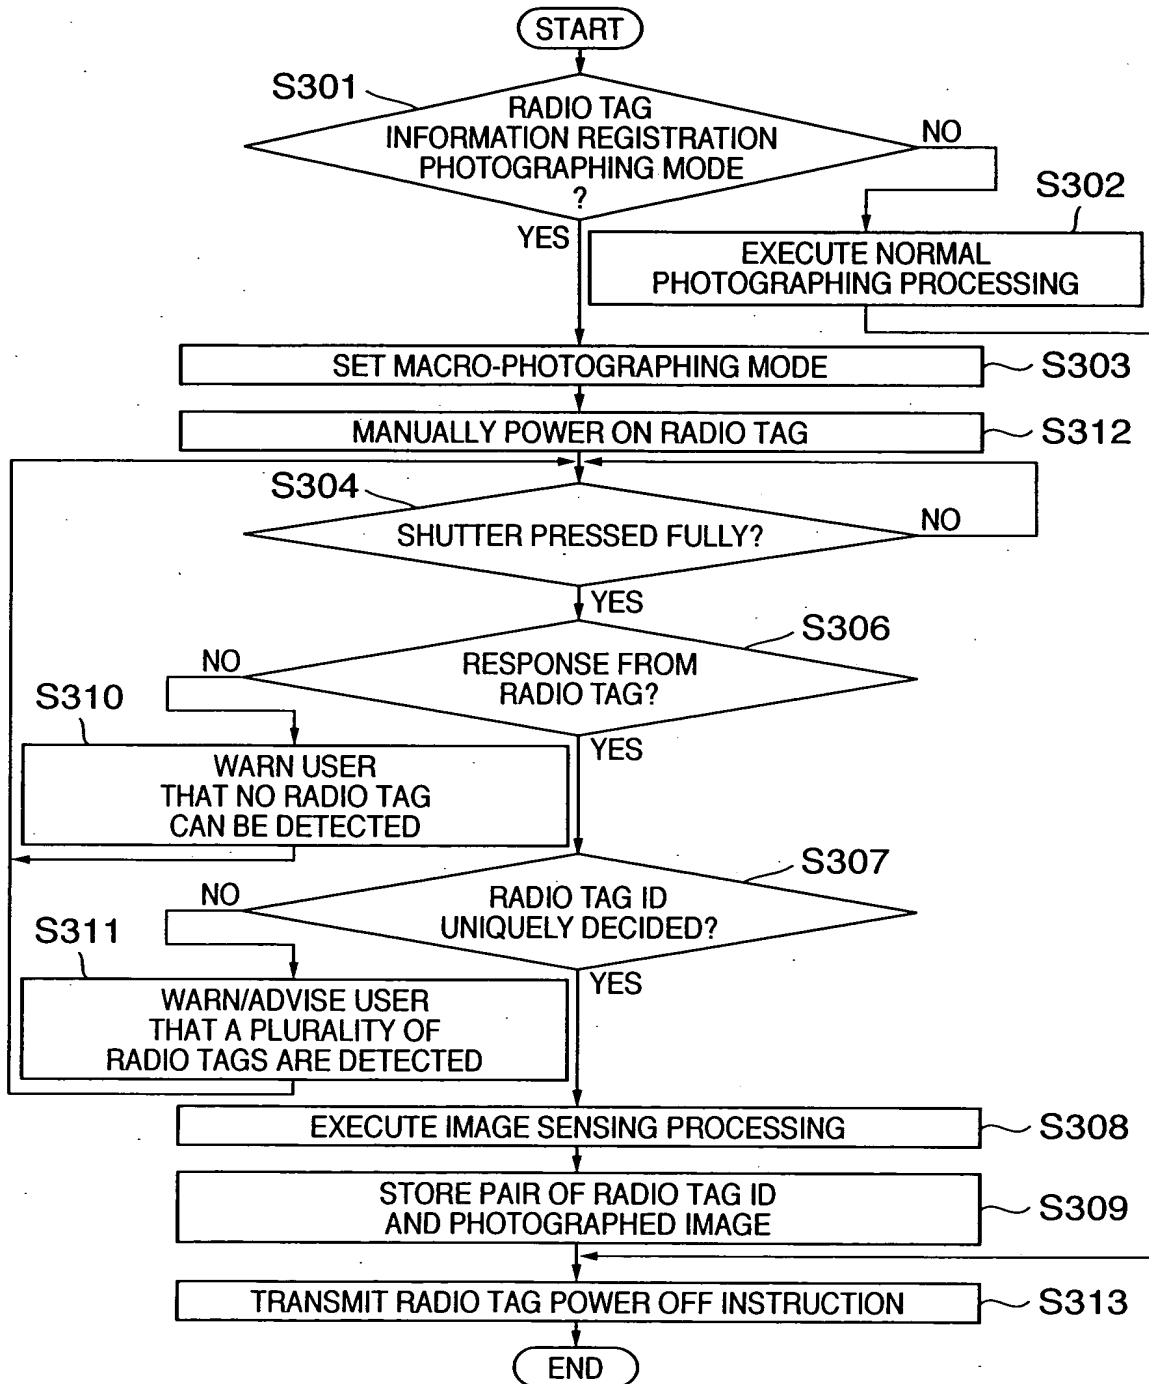 START
S301
RADIO TAG
INFORMATION REGISTRATION
PHOTOGRAPHING MODE
?
NO
YES
S302
EXECUTE NORMAL
PHOTOGRAPHING PROCESSING
SET MACRO-PHOTOGRAPHING MODE
S303
MANUALLY POWER ON RADIO TAG
S312
S304
SHUTTER PRESSED FULLY?
NO
YES
S306
RESPONSE FROM
RADIO TAG?
NO
YES
S310
WARN USER
THAT NO RADIO TAG
CAN BE DETECTED
S307
RADIO TAG ID
UNIQUELY DECIDED?
NO
YES
S311
WARN/ADVISE USER
THAT A PLURALITY OF
RADIO TAGS ARE DETECTED
EXECUTE IMAGE SENSING PROCESSING
S308
STORE PAIR OF RADIO TAG ID
AND PHOTOGRAPHED IMAGE
S309
TRANSMIT RADIO TAG POWER OFF INSTRUCTION
S313
END